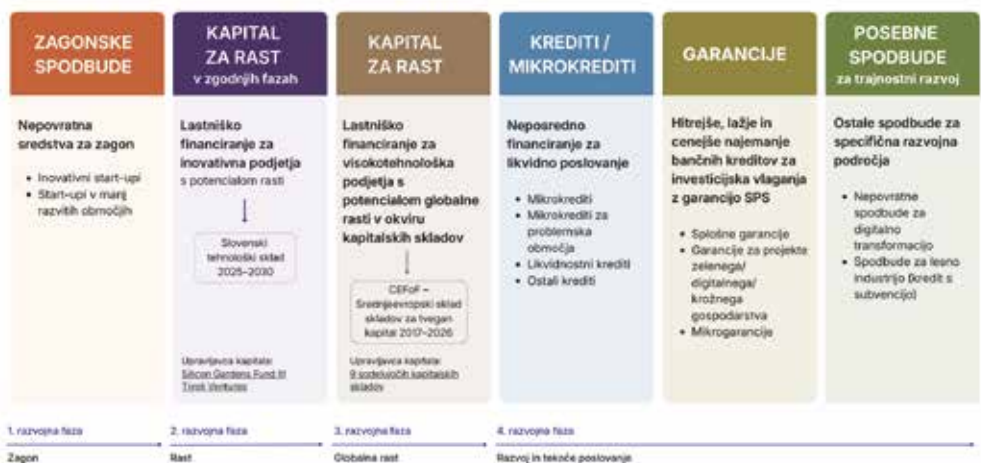 ZAGONSKE
SPODBUDE
Nepovratna
sredstva za zagon
• Inovativni start-upi
• Start-upi v manj
razvitih območjih
KAPITAL
ZA RAST
v zgodnjih fazah
Lastniško
financiranje za
inovativna podjetja
s potencialom rasti
Slovenski
tehnološki sklad
2025–2030
Upravljavca kapitala:
Silicon Gardens Fund III
Ventures
KAPITAL
ZA RAST
Lastniško
financiranje za
visokotehnološka
podjetja s
potencialom globalne
rasti v okviru
kapitalskih skladov
CEFoF –
Srednjeevropski sklad
skladov za tvegan
kapital 2017–2026
Upravljavca kapitala:
9 sodelujočih kapitalskih
skladov
KREDITI /
MIKROKREDITI
Neposredno
financiranje za
likvidno poslovanje
• Mikrokrediti
• Mikrokrediti za
problemska
območja
• Likvidnostni krediti
• Ostali krediti
GARANCIJE
Hitrejše, lažje in
cenejše najemanje
bančnih kreditov za
investicijska vlaganja
z garancijo SPS
• Splošne garancije
• Garancije za projekte
zelenega/
digitalnega/
krožnega
gospodarstva
• Mikrogarancije
POSEBNE
SPODBUDE
za trajnostni razvoj
Ostale spodbude za
specifična razvojna
področja
• Nepovratne
spodbude za
digitalno
transformacijo
• Spodbude za lesno
industrijo (kredit s
subvencijo)
1. razvojna faza
Zagon
2. razvojna faza
Rast
3. razvojna faza
Globalna rast
4. razvojna faza
Razvoj in tekoče poslovanje